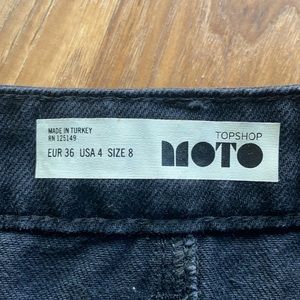 MADE IN TURKEY
RN 125149
EUR 36 USA 4 SIZE 8
TOPSHOP
MOTO